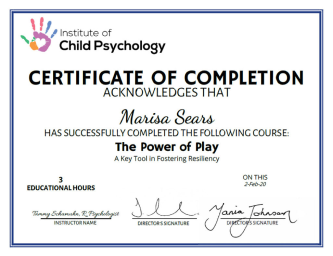 Institute of
Child Psychology
CERTIFICATE OF COMPLETION
ACKNOWLEDGES THAT
Marisa Sears
HAS SUCCESSFULLY COMPLETED THE FOLLOWING COURSE:
The Power of Play
A Key Tool in Fostering Resiliency
3
EDUCATIONAL HOURS
ON THIS
2-Feb-20
Tammy Schamuhn, R.Psychologist
INSTRUCTOR NAME
DIRECTOR'S SIGNATURE
Tania Johnson
DIRECTOR'S SIGNATURE